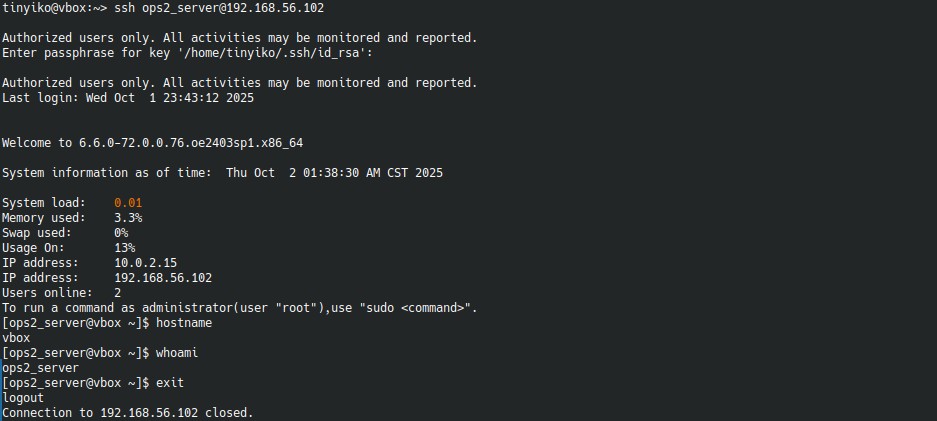 tinyiko@vbox:~> ssh ops2_server@192.168.56.102
Authorized users only. All activities may be monitored and reported.
Enter passphrase for key '/home/tinyiko/.ssh/id_rsa':
Authorized users only. All activities may be monitored and reported.
Last login: Wed Oct  1 23:43:12 2025
Welcome to 6.6.0-72.0.0.76.oe2403sp1.x86_64
System information as of time:  Thu Oct  2 01:38:30 AM CST 2025
System load:    0.01
Memory used:    3.3%
Swap used:      0%
Usage On:       13%
IP address:     10.0.2.15
IP address:     192.168.56.102
Users online:   2
To run a command as administrator(user "root"),use "sudo <command>".
[ops2_server@vbox ~]$ hostname
vbox
[ops2_server@vbox ~]$ whoami
ops2_server
[ops2_server@vbox ~]$ exit
logout
Connection to 192.168.56.102 closed.